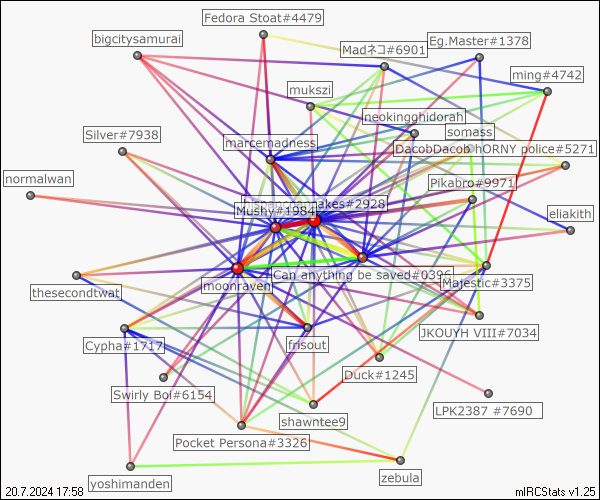 Fedora Stoat#4479
bigcitysamurai
Eg.Master#1378
Madネコ#6901
ming#4742
mukszi
neokingghidorah
Silver#7938
somass
marcemadness
DacobDacob
hORNY police#5271
normalwan
Pikabro#9971
Mushy#1984
eliakith
Can anything be saved#0396
Majestic#3375
moonraven
thesecondtwat
JKOUYH VIII#7034
Cypha#1717
frisout
Duck#1245
Swirly Boi#6154
LPK2387 #7690
shawntee9
Pocket Persona#3326
zebula
yoshimanden
20.7.2024 17:58
mIRCStats v1.25